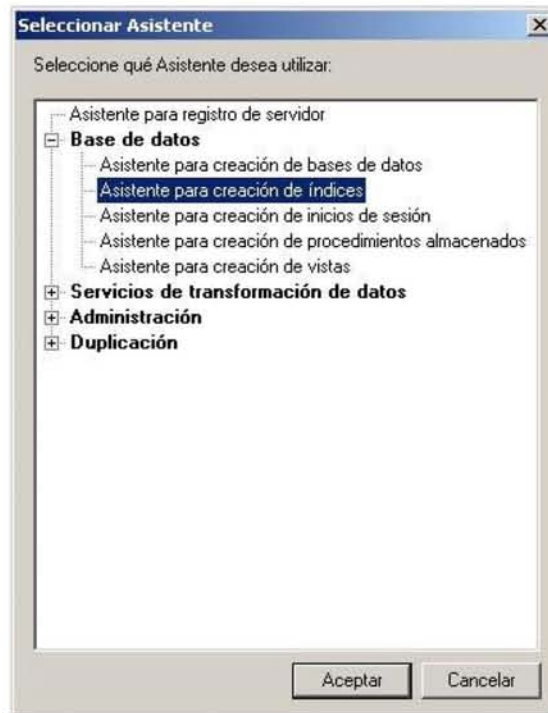 Seleccionar Asistente
Seleccione qué Asistente desea utilizar:
Asistente para registro de servidor
Base de datos
Asistente para creación de bases de datos
Asistente para creación de índices
Asistente para creación de inicios de sesión
Asistente para creación de procedimientos almacenados
Asistente para creación de vistas
Servicios de transformación de datos
Administración
Duplicación
Aceptar Cancelar